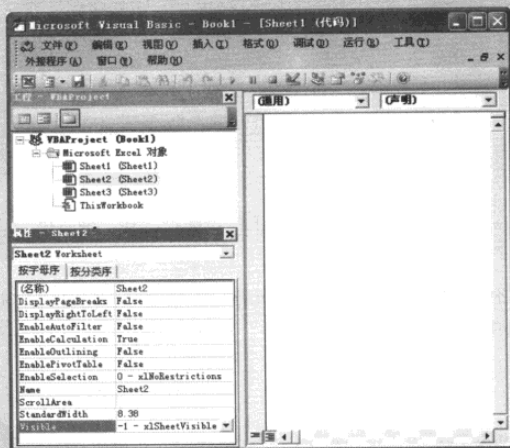 Microsoft Visual Basic - Book1 - [Sheet1 (代码)]
文件(F) 编辑(E) 视图(V) 插入(I) 格式(O) 调试(D) 运行(R) 工具(T)
外接程序(A) 窗口(W) 帮助(H)
工程 - VBAProject
(通用) (声明)
VBAProject (Book1)
Microsoft Excel 对象
Sheet1 (Sheet1)
Sheet2 (Sheet2)
Sheet3 (Sheet3)
ThisWorkbook
属性 - Sheet2
Sheet2 Worksheet
按字母序 按分类序
(名称) Sheet2
DisplayPageBreaks False
DisplayRightToLeft False
EnableAutoFilter False
EnableCalculation True
EnableOutlining False
EnablePivotTable False
EnableSelection 0 - xlNoRestrictions
Name Sheet2
ScrollArea
StandardWidth 8.38
Visible -1 - xlSheetVisible